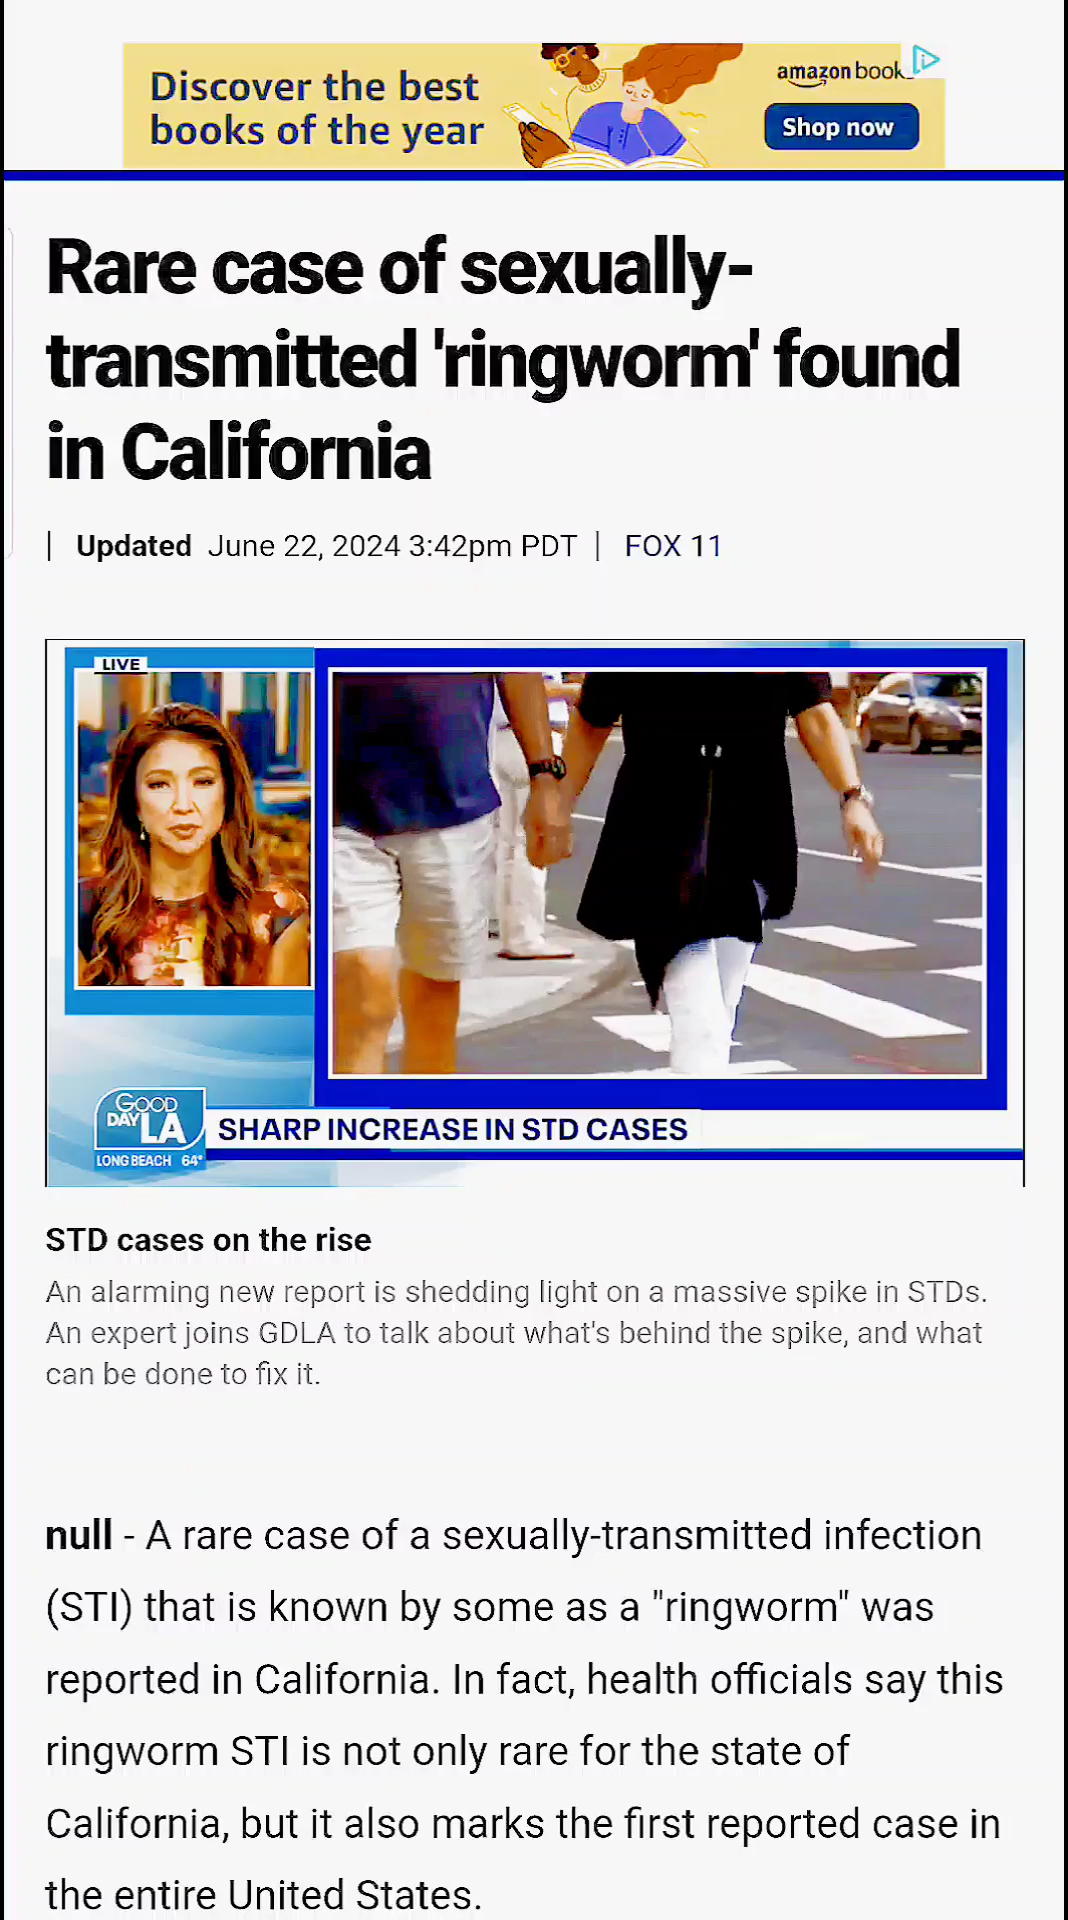 Discover the best
books of the year
amazon book
Shop now
Rare case of sexually-
transmitted 'ringworm' found
in California
| Updated June 22, 2024 3:42pm PDT | FOX 11
LIVE
GOOD
DAY LA
SHARP INCREASE IN STD CASES
LONG BEACH 64°
STD cases on the rise
An alarming new report is shedding light on a massive spike in STDs.
An expert joins GDLA to talk about what's behind the spike, and what
can be done to fix it.
null - A rare case of a sexually-transmitted infection
(STI) that is known by some as a "ringworm" was
reported in California. In fact, health officials say this
ringworm STI is not only rare for the state of
California, but it also marks the first reported case in
the entire United States.